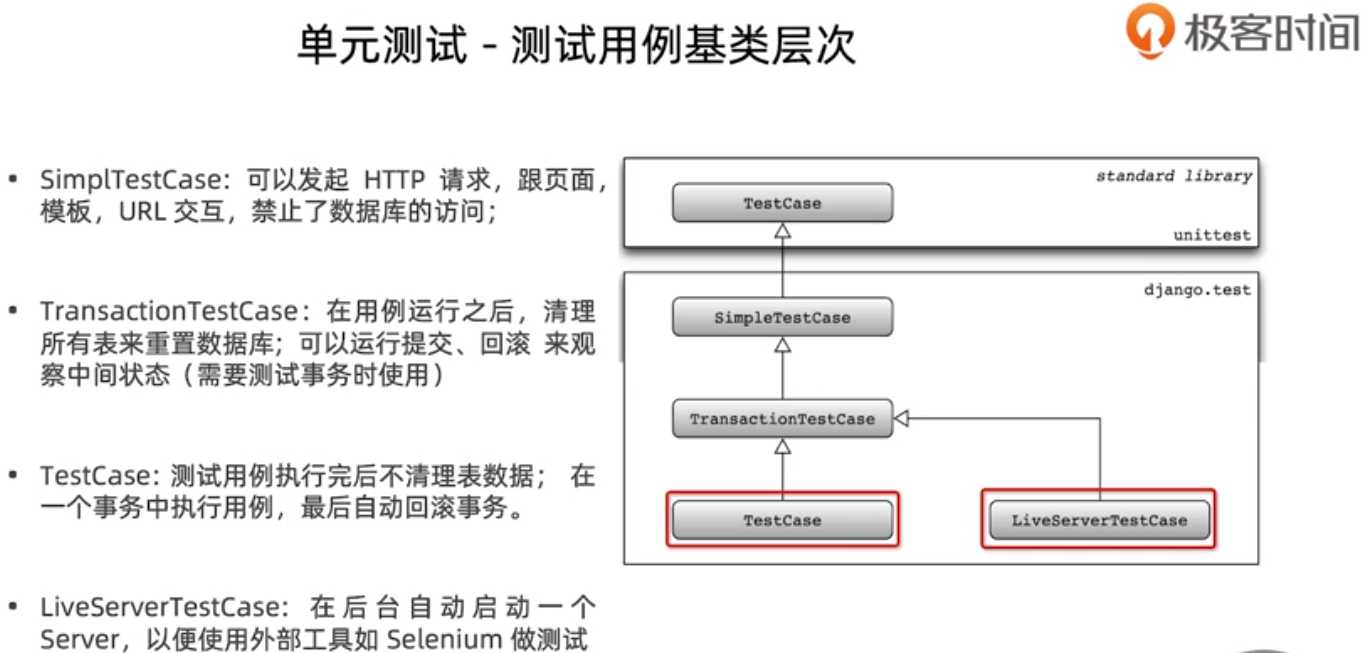 单元测试 - 测试用例基类层次
极客时间
• SimplTestCase: 可以发起 HTTP 请求，跟页面，
模板，URL 交互，禁止了数据库的访问；
• TransactionTestCase：在用例运行之后，清理
所有表来重置数据库；可以运行提交、回滚 来观
察中间状态（需要测试事务时使用）
• TestCase: 测试用例执行完后不清理表数据； 在
一个事务中执行用例，最后自动回滚事务。
• LiveServerTestCase: 在后台自动启动一个
Server，以便使用外部工具如 Selenium 做测试
standard library
TestCase
unittest
django.test
SimpleTestCase
TransactionTestCase
TestCase
LiveServerTestCase